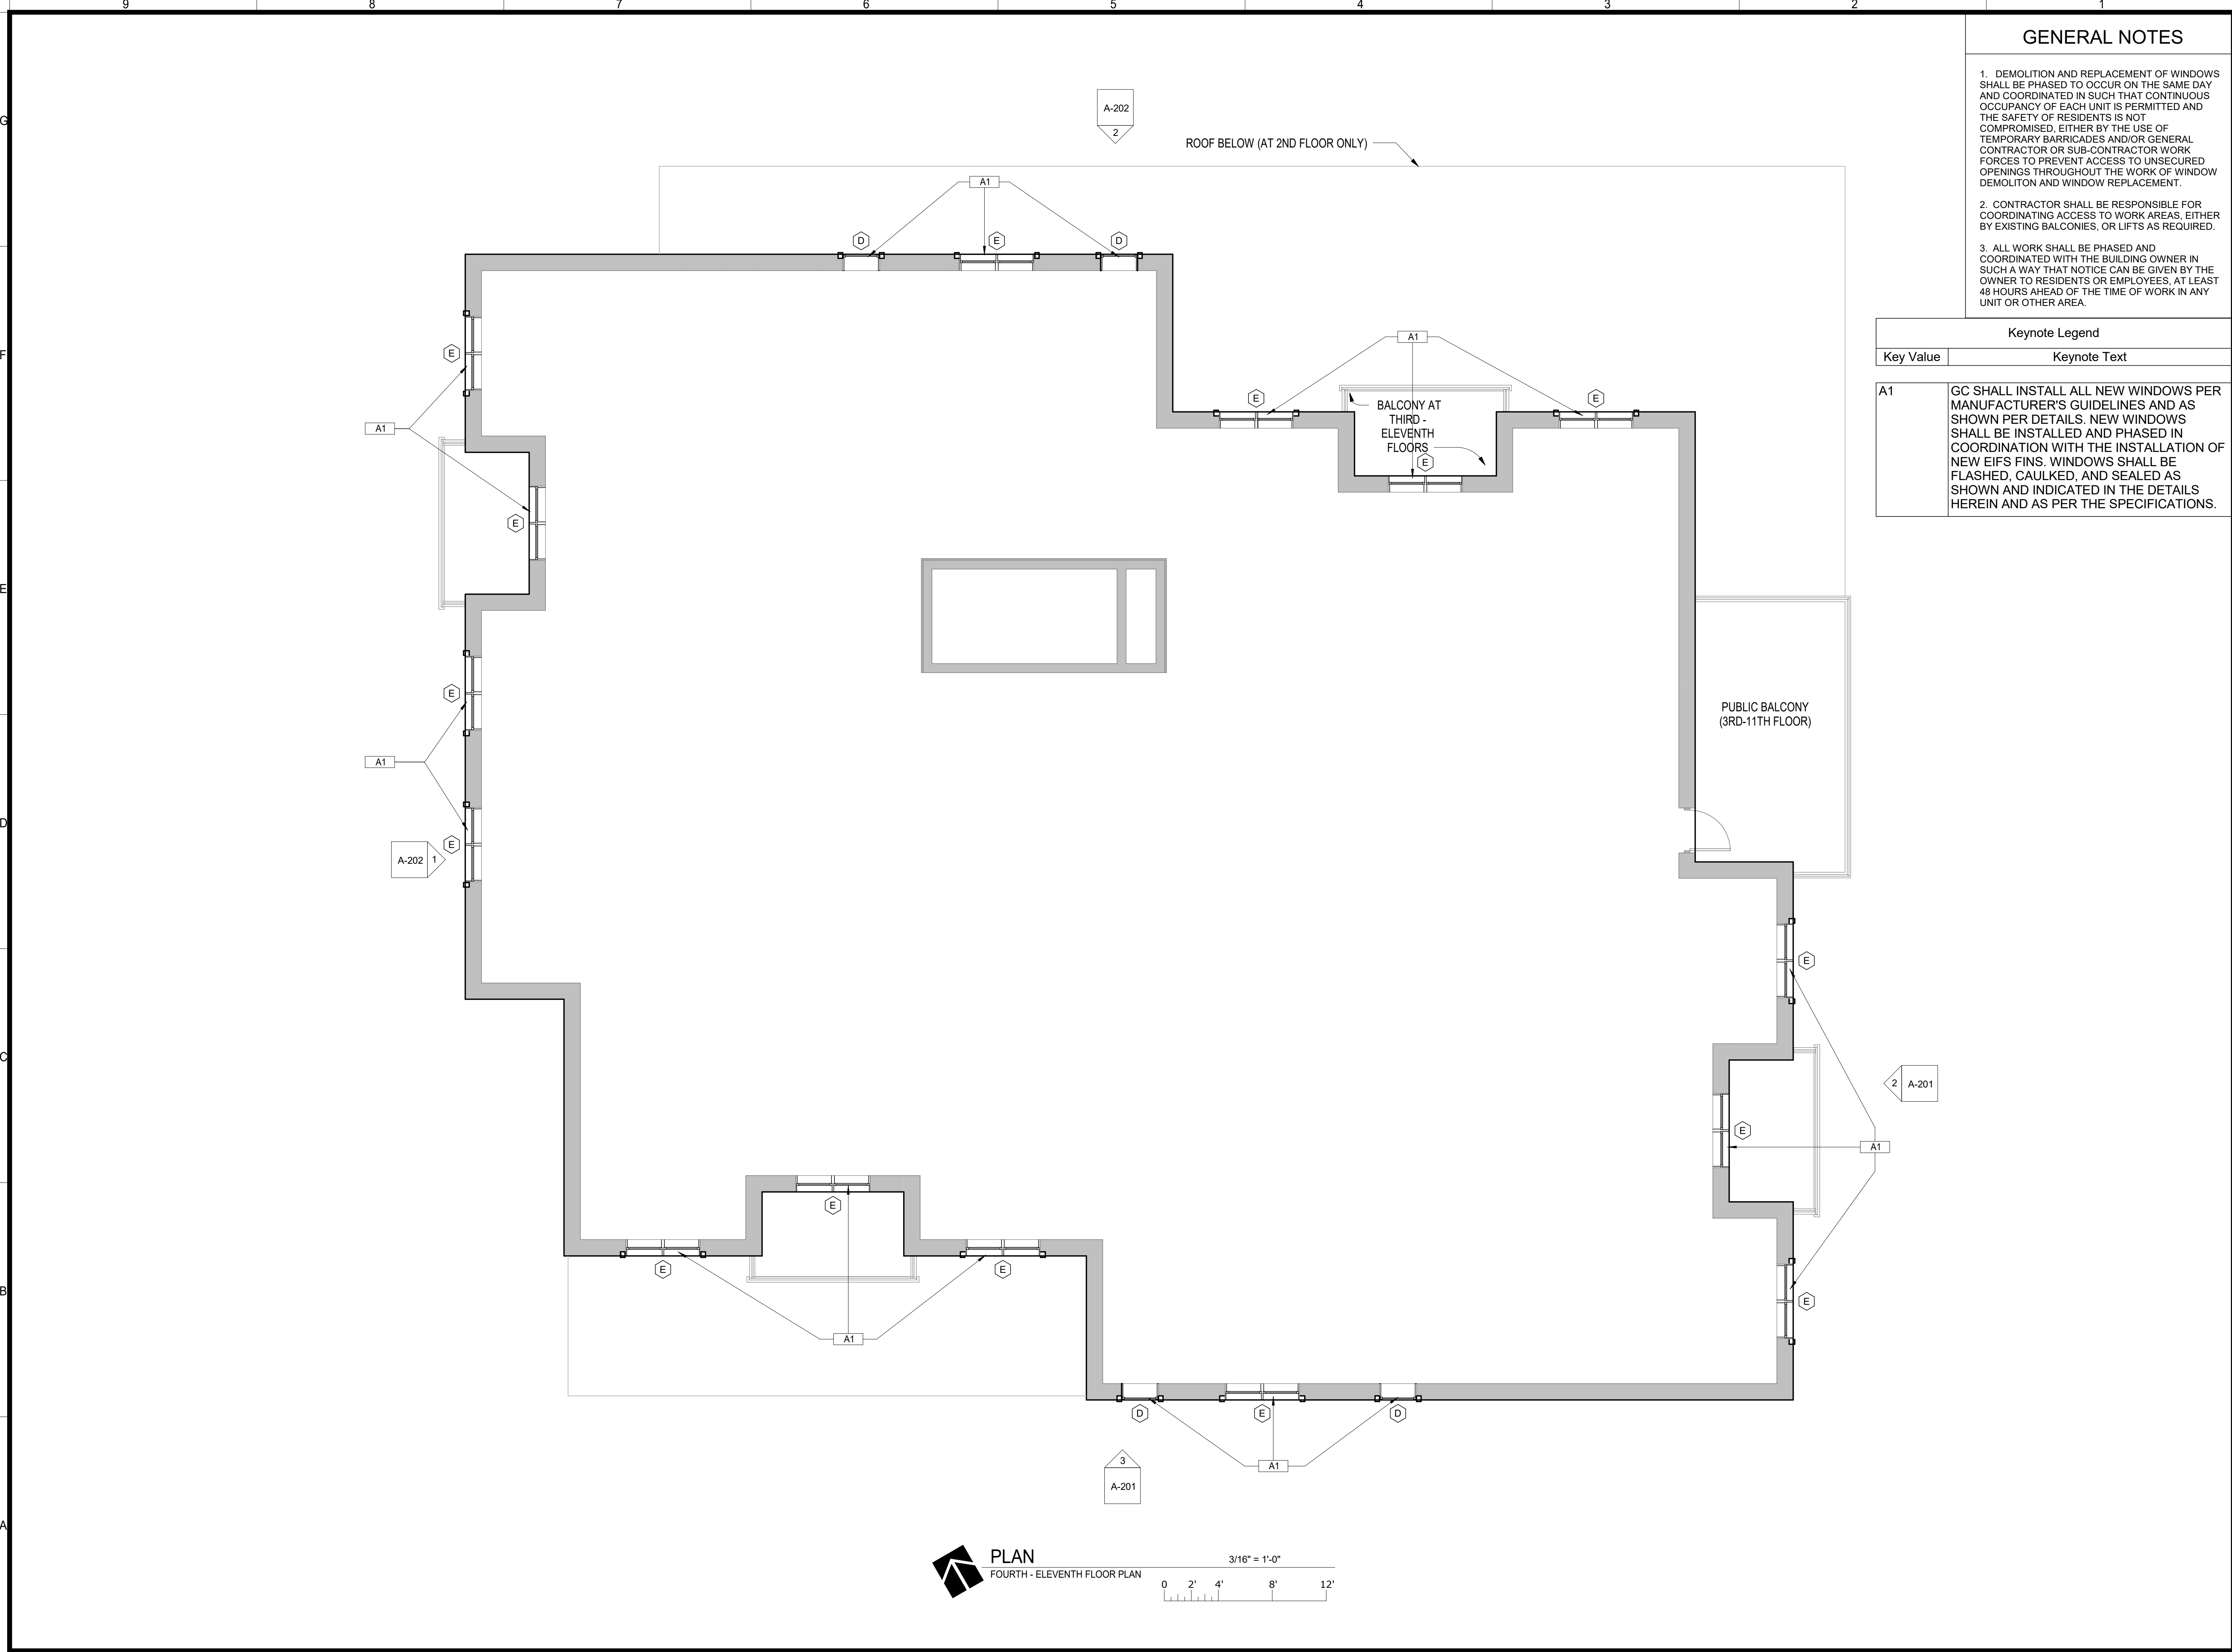 9 8 7 6 5 4 3 2 1
G
F
E
D
C
B
A
GENERAL NOTES
1. DEMOLITION AND REPLACEMENT OF WINDOWS
SHALL BE PHASED TO OCCUR ON THE SAME DAY
AND COORDINATED IN SUCH THAT CONTINUOUS
OCCUPANCY OF EACH UNIT IS PERMITTED AND
THE SAFETY OF RESIDENTS IS NOT
COMPROMISED, EITHER BY THE USE OF
TEMPORARY BARRICADES AND/OR GENERAL
CONTRACTOR OR SUB-CONTRACTOR WORK
FORCES TO PREVENT ACCESS TO UNSECURED
OPENINGS THROUGHOUT THE WORK OF WINDOW
DEMOLITON AND WINDOW REPLACEMENT.
2. CONTRACTOR SHALL BE RESPONSIBLE FOR
COORDINATING ACCESS TO WORK AREAS, EITHER
BY EXISTING BALCONIES, OR LIFTS AS REQUIRED.
3. ALL WORK SHALL BE PHASED AND
COORDINATED WITH THE BUILDING OWNER IN
SUCH A WAY THAT NOTICE CAN BE GIVEN BY THE
OWNER TO RESIDENTS OR EMPLOYEES, AT LEAST
48 HOURS AHEAD OF THE TIME OF WORK IN ANY
UNIT OR OTHER AREA.
Keynote Legend
Key Value Keynote Text
A1 GC SHALL INSTALL ALL NEW WINDOWS PER
MANUFACTURER'S GUIDELINES AND AS
SHOWN PER DETAILS. NEW WINDOWS
SHALL BE INSTALLED AND PHASED IN
COORDINATION WITH THE INSTALLATION OF
NEW EIFS FINS. WINDOWS SHALL BE
FLASHED, CAULKED, AND SEALED AS
SHOWN AND INDICATED IN THE DETAILS
HEREIN AND AS PER THE SPECIFICATIONS.
A-202
2
ROOF BELOW (AT 2ND FLOOR ONLY)
A1
D E D
A1
E
E
BALCONY AT
THIRD -
ELEVENTH
FLOORS
E
E
A1
E
E
A1
E
A-202 1
PUBLIC BALCONY
(3RD-11TH FLOOR)
E
2 A-201
E
A1
E
E
E E
A1
D E D
A1
3
A-201
PLAN
3/16" = 1'-0"
FOURTH - ELEVENTH FLOOR PLAN
0 2' 4' 8' 12'